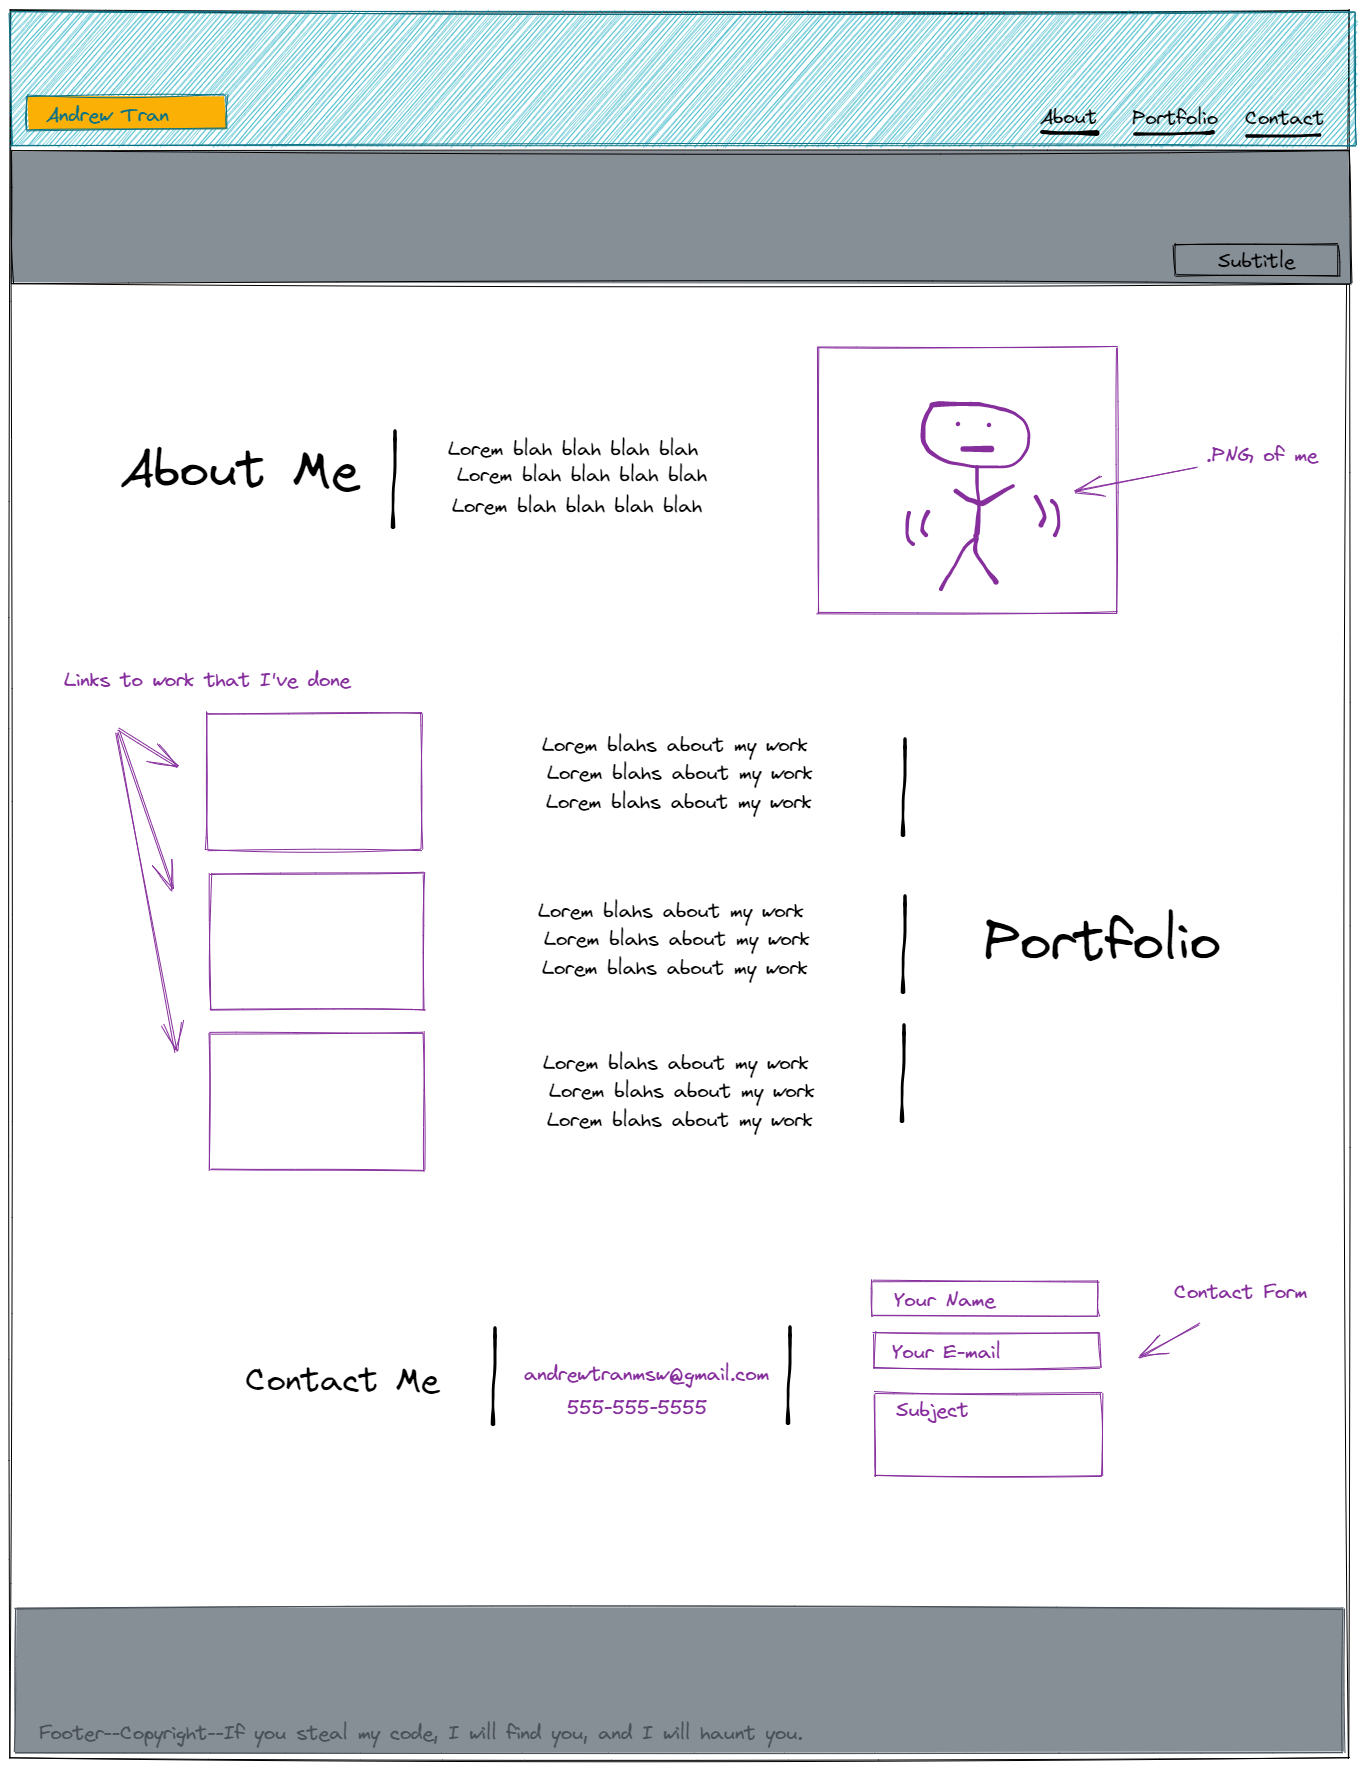 Andrew Tran
About Portfolio Contact
Subtitle
About Me
Lorem blah blah blah blah
Lorem blah blah blah blah
Lorem blah blah blah blah
.PNG of me
Links to work that I've done
Lorem blahs about my work
Lorem blahs about my work
Lorem blahs about my work
Lorem blahs about my work
Lorem blahs about my work
Lorem blahs about my work
Lorem blahs about my work
Lorem blahs about my work
Lorem blahs about my work
Portfolio
Contact Me
andrewtranmsw@gmail.com
555-555-5555
Your Name
Your E-mail
Subject
Contact Form
Footer--Copyright--If you steal my code, I will find you, and I will haunt you.